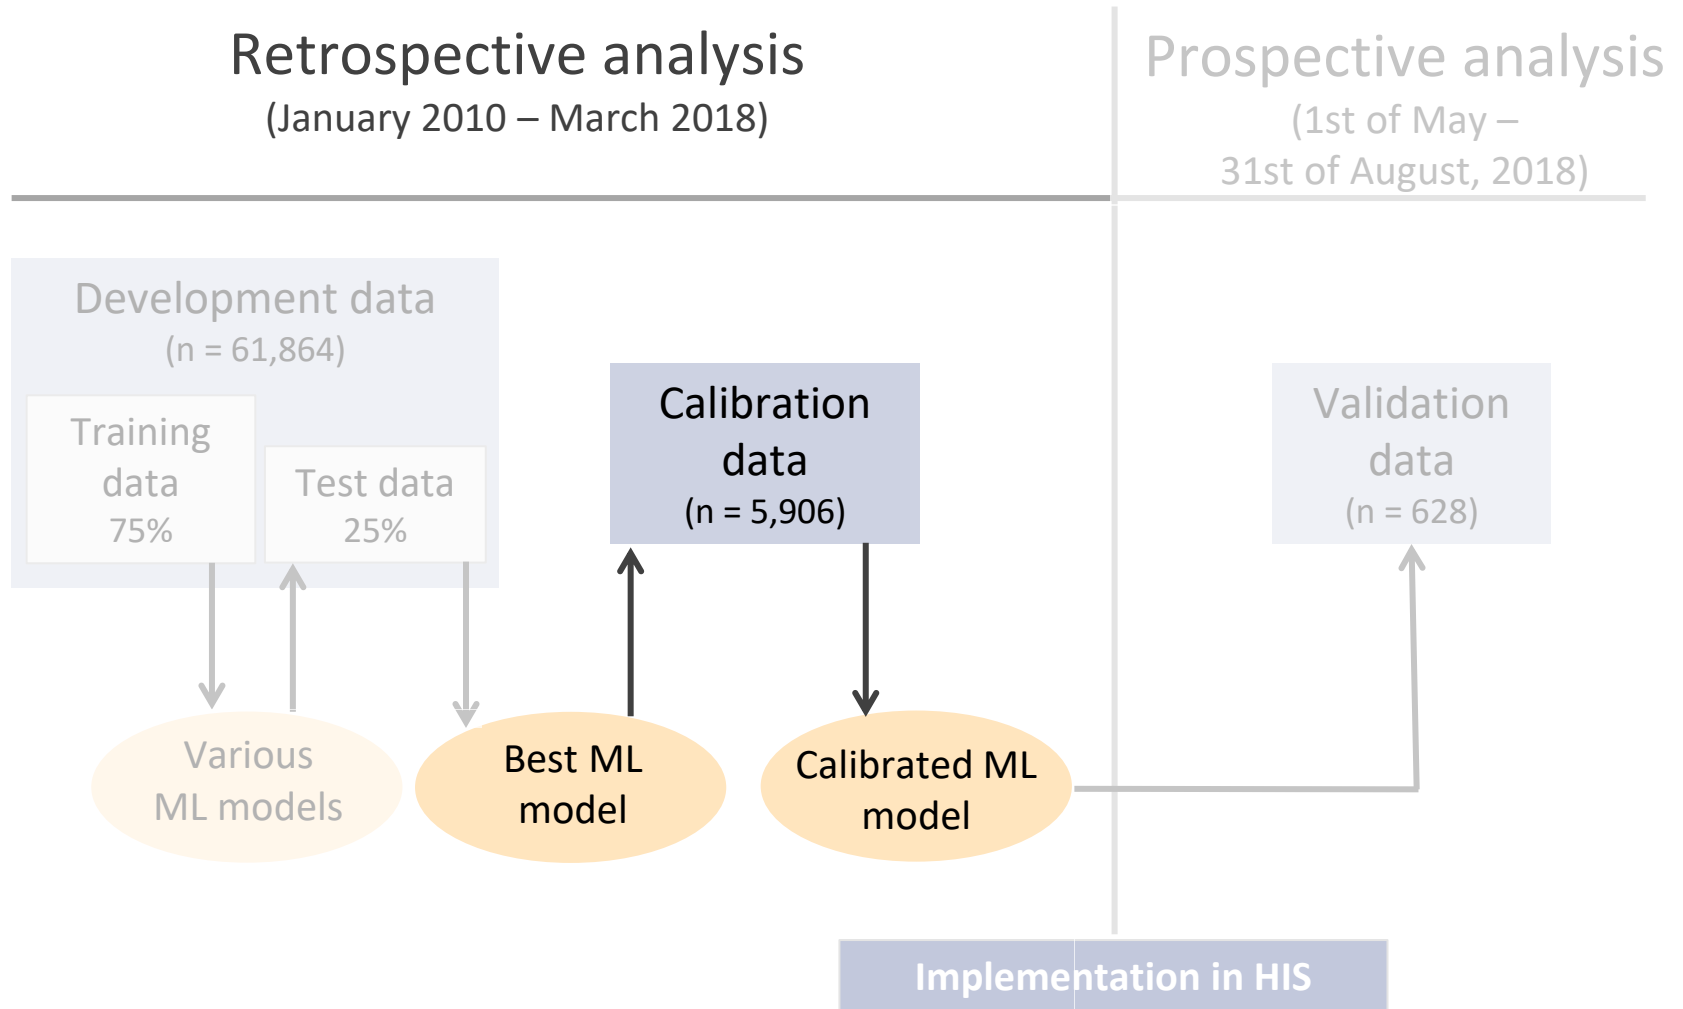 Retrospective analysis
(January 2010 – March 2018)
Prospective analysis
(1st of May –
31st of August, 2018)
Development data
(n = 61,864)
Training
data
75%
Test data
25%
Calibration
data
(n = 5,906)
Validation
data
(n = 628)
Various
ML models
Best ML
model
Calibrated ML
model
Implementation in HIS